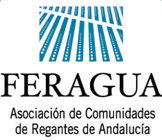 FERAGUA
Asociación de Comunidades
de Regantes de Andalucía